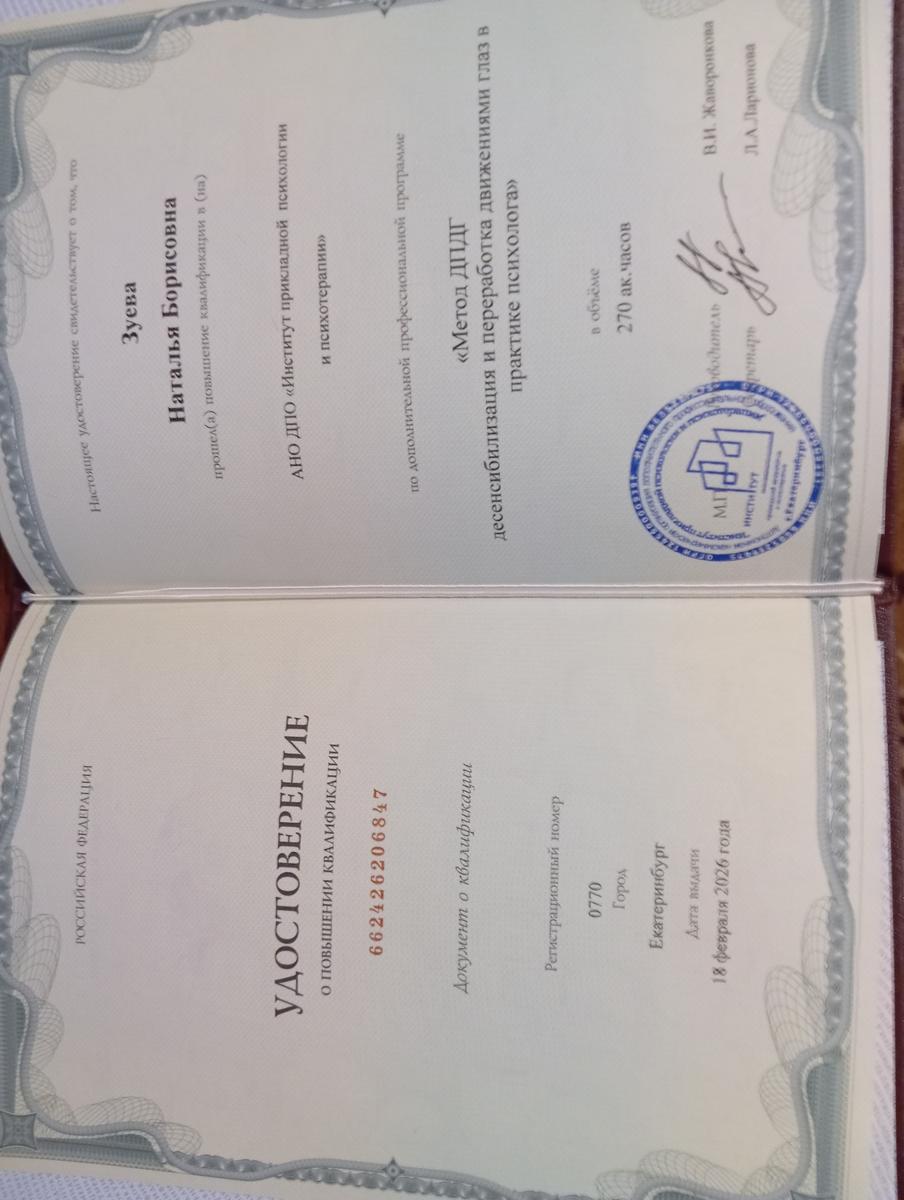 РОССИЙСКАЯ ФЕДЕРАЦИЯ
УДОСТОВЕРЕНИЕ
О ПОВЫШЕНИИ КВАЛИФИКАЦИИ
662426206847
Документ о квалификации
Регистрационный номер
0770
Город
Екатеринбург
Дата выдачи
18 февраля 2026 года
Настоящее удостоверение свидетельствует о том, что
Зуева
Наталья Борисовна
прошел(а) повышение квалификации в (на)
АНО ДПО «Институт прикладной психологии
и психотерапии»
по дополнительной профессиональной программе
«Метод ДПДГ
десенсибилизация и переработка движениями глаз в
практике психолога»
в объёме
270 ак.часов
В.И. Жаворонкова
Л.А.Ларионова
М.П
ИНСТИТУТ
г.Екатеринбург